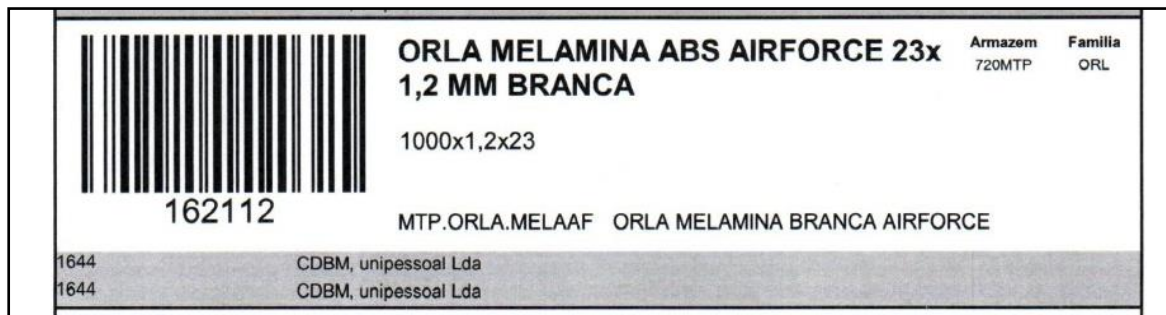 ORLA MELAMINA ABS AIRFORCE 23x
1,2 MM BRANCA
Armazem Familia
720MTP ORL
1000x1,2x23
162112
MTP.ORLA.MELAAF ORLA MELAMINA BRANCA AIRFORCE
1644 CDBM, unipessoal Lda
1644 CDBM, unipessoal Lda